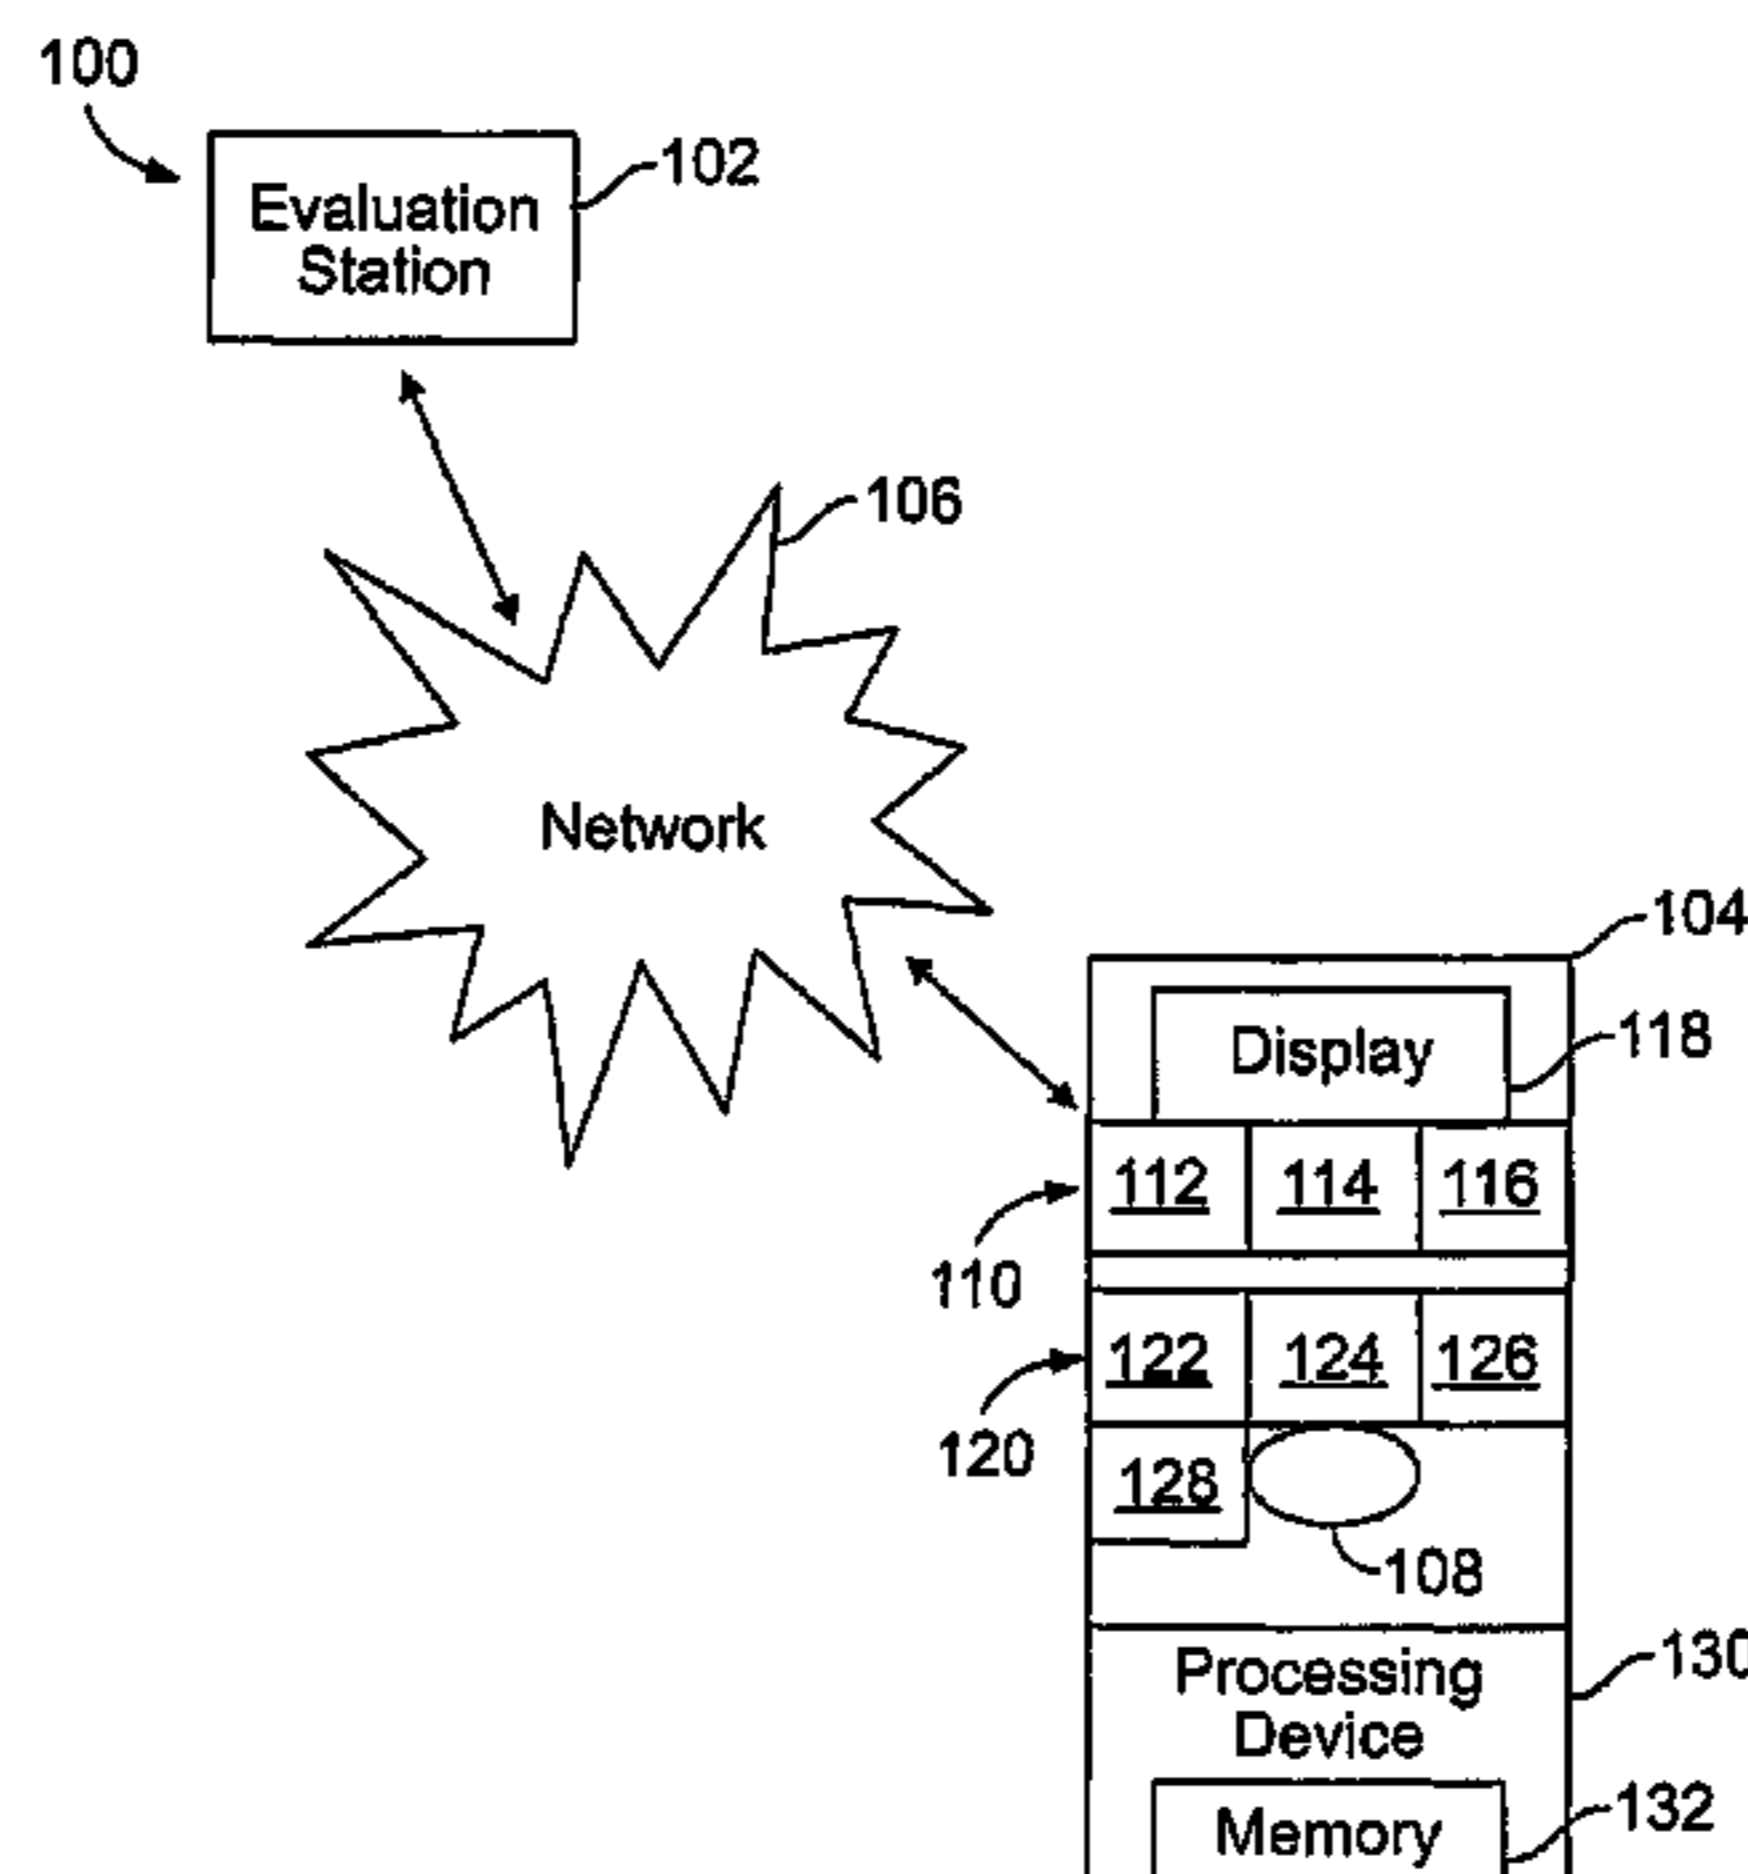 100
102
Evaluation
Station
106
Network
104
Display
118
112 114 116
110
122 124 126
120
128
108
Processing
Device
130
Memory
132